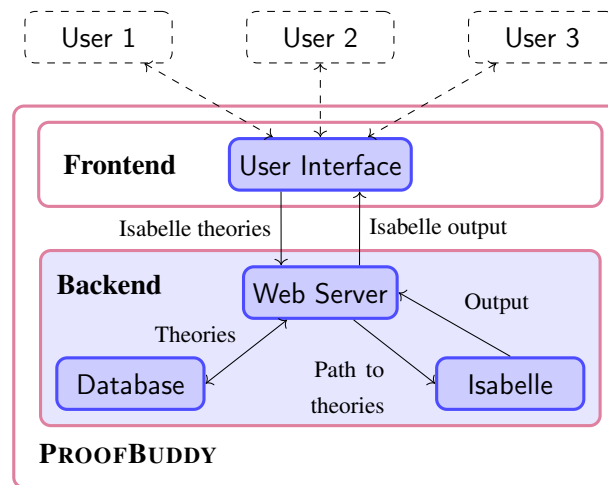 User 1
User 2
User 3
Frontend
User Interface
Isabelle theories
Isabelle output
Backend
Web Server
Output
Theories
Database
Path to
theories
Isabelle
PROOFBUDDY